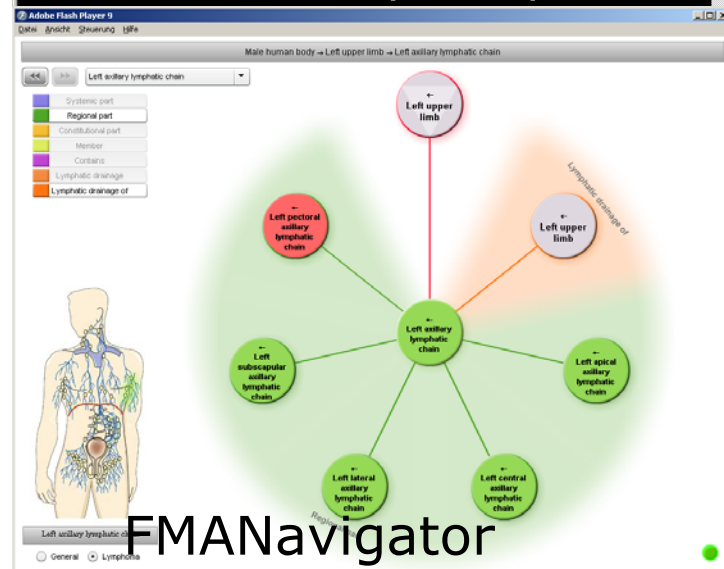 Adobe Flash Player 9
Datei Ansicht Steuerung Hilfe
Male human body → Left upper limb → Left axillary lymphatic chain
Left axillary lymphatic chain
Systemic part
Regional part
Constitutional part
Member
Contains
Lymphatic drainage
Lymphatic drainage of
←
Left upper
limb
Lymphatic drainage of
←
Left pectoral
axillary
lymphatic
chain
←
Left upper
limb
←
Left axillary
lymphatic
chain
←
Left
subscapular
axillary
lymphatic
chain
←
Left apical
axillary
lymphatic
chain
←
Left lateral
axillary
lymphatic
chain
←
Left central
axillary
lymphatic
chain
Regional
Left axillary lymphatic
General
FMANavigator